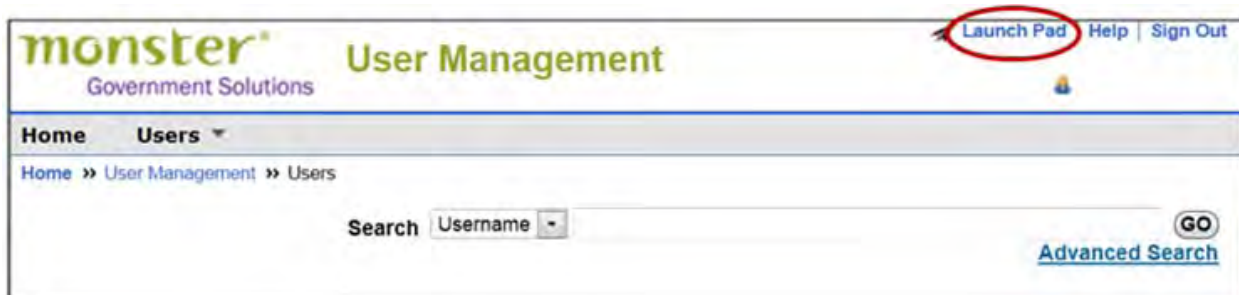 monster®
Government Solutions
User Management
Launch Pad | Help | Sign Out
Home Users
Home » User Management » Users
Search Username GO
Advanced Search